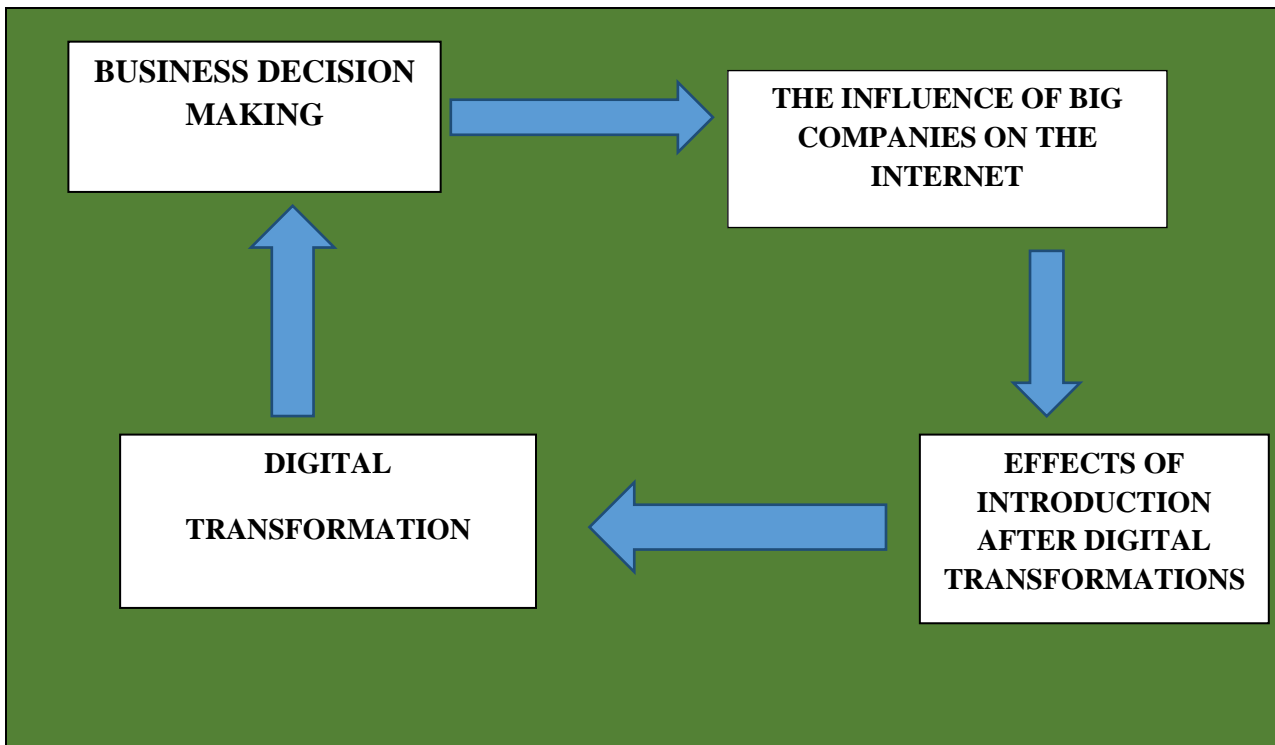 BUSINESS DECISION
MAKING
THE INFLUENCE OF BIG
COMPANIES ON THE
INTERNET
DIGITAL
TRANSFORMATION
EFFECTS OF
INTRODUCTION
AFTER DIGITAL
TRANSFORMATIONS